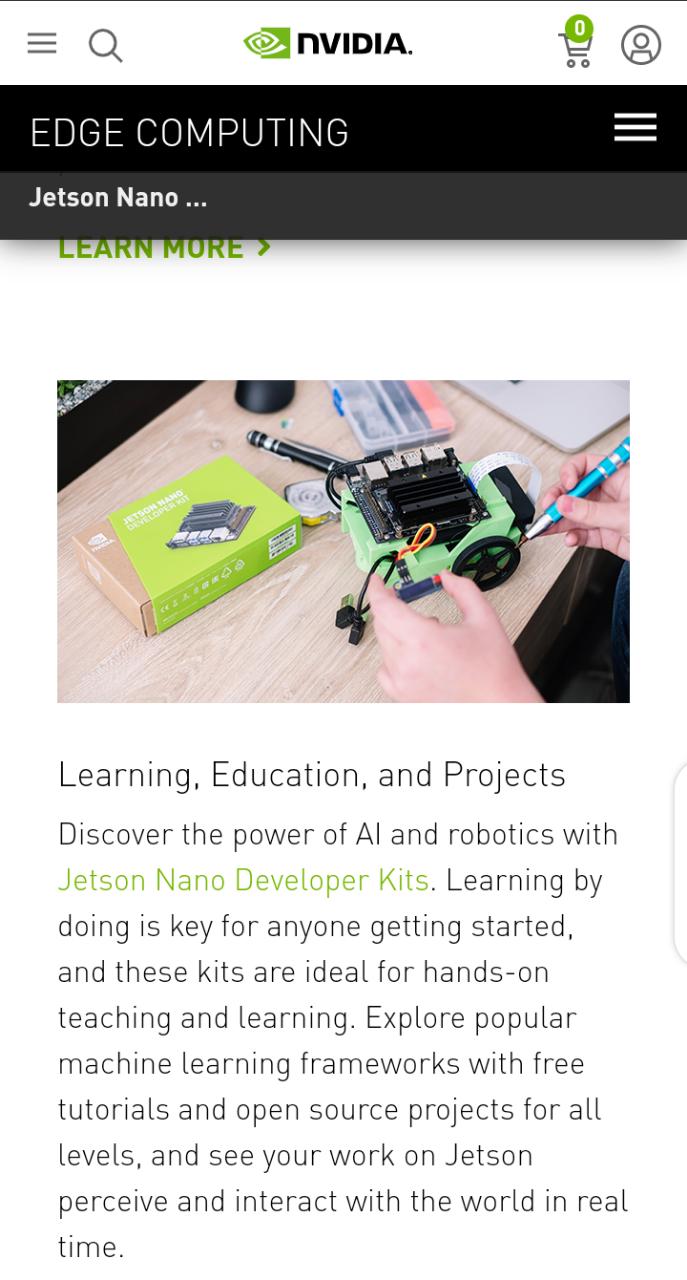 0
NVIDIA.
EDGE COMPUTING
Jetson Nano ...
LEARN MORE
JETSON NANO
DEVELOPER KIT
NVIDIA
Learning, Education, and Projects
Discover the power of AI and robotics with
Jetson Nano Developer Kits. Learning by
doing is key for anyone getting started,
and these kits are ideal for hands-on
teaching and learning. Explore popular
machine learning frameworks with free
tutorials and open source projects for all
levels, and see your work on Jetson
perceive and interact with the world in real
time.